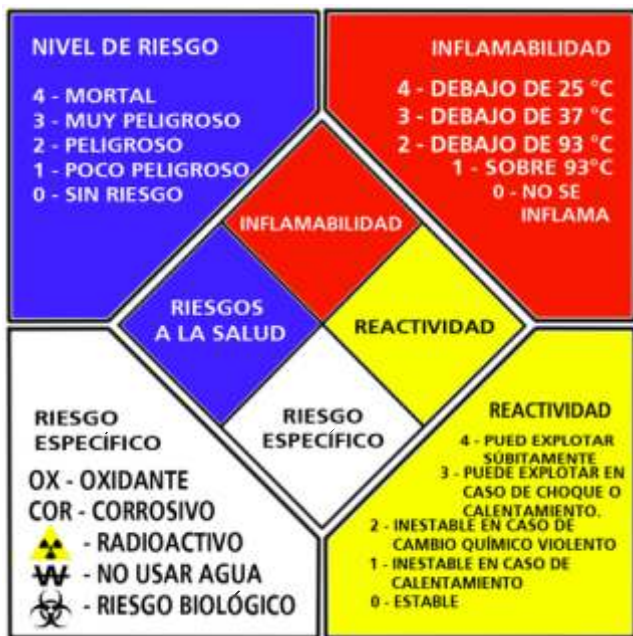 NIVEL DE RIESGO
4 - MORTAL
3 - MUY PELIGROSO
2 - PELIGROSO
1 - POCO PELIGROSO
0 - SIN RIESGO
INFLAMABILIDAD
4 - DEBAJO DE 25 °C
3 - DEBAJO DE 37 °C
2 - DEBAJO DE 93 °C
1 - SOBRE 93°C
0 - NO SE
INFLAMA
INFLAMABILIDAD
RIESGOS
A LA SALUD
REACTIVIDAD
RIESGO
ESPECÍFICO
RIESGO
ESPECÍFICO
OX - OXIDANTE
COR - CORROSIVO
- RADIOACTIVO
W - NO USAR AGUA
- RIESGO BIOLÓGICO
REACTIVIDAD
4 - PUED EXPLOTAR
SÚBITAMENTE
3 - PUEDE EXPLOTAR EN
CASO DE CHOQUE O
CALENTAMIENTO.
2 - INESTABLE EN CASO DE
CAMBIO QUÍMICO VIOLENTO
1 - INESTABLE EN CASO DE
CALENTAMIENTO
0 - ESTABLE